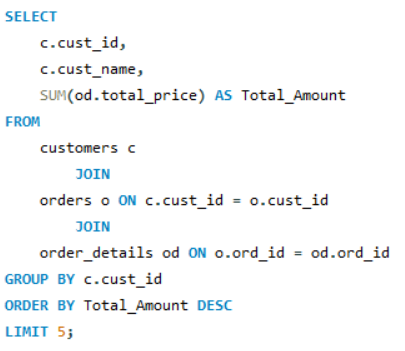 SELECT
    c.cust_id,
    c.cust_name,
    SUM(od.total_price) AS Total_Amount
FROM
    customers c
        JOIN
    orders o ON c.cust_id = o.cust_id
        JOIN
    order_details od ON o.ord_id = od.ord_id
GROUP BY c.cust_id
ORDER BY Total_Amount DESC
LIMIT 5;